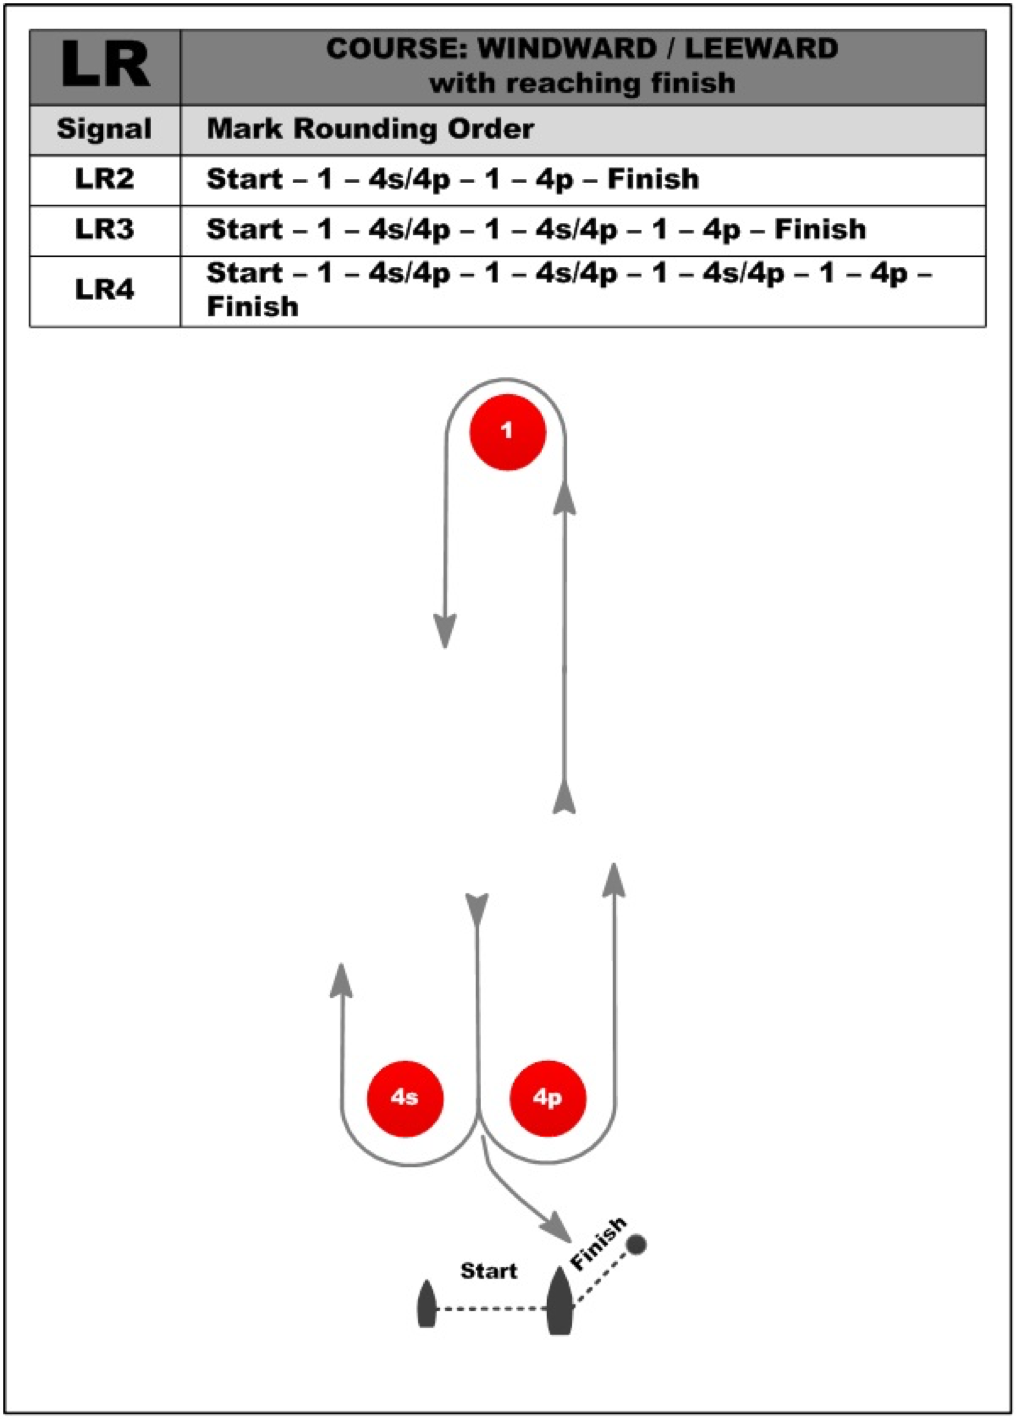 LR
COURSE: WINDWARD / LEEWARD
with reaching finish
Signal
Mark Rounding Order
LR2
Start – 1 – 4s/4p – 1 – 4p – Finish
LR3
Start – 1 – 4s/4p – 1 – 4s/4p – 1 – 4p – Finish
LR4
Start – 1 – 4s/4p – 1 – 4s/4p – 1 – 4s/4p – 1 – 4p –
Finish
1
4s
4p
Finish
Start